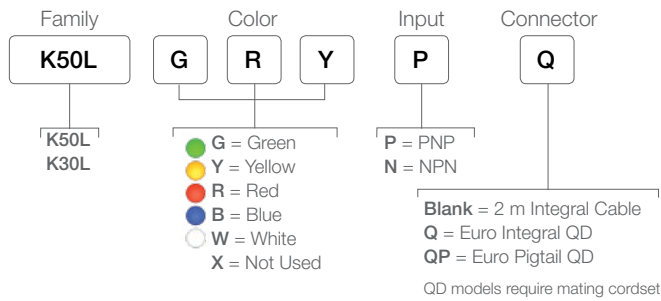 Family Color Input Connector
K50L G R Y P Q
K50L
K30L
G = Green
Y = Yellow
R = Red
B = Blue
W = White
X = Not Used
P = PNP
N = NPN
Blank = 2 m Integral Cable
Q = Euro Integral QD
QP = Euro Pigtail QD
QD models require mating cordset